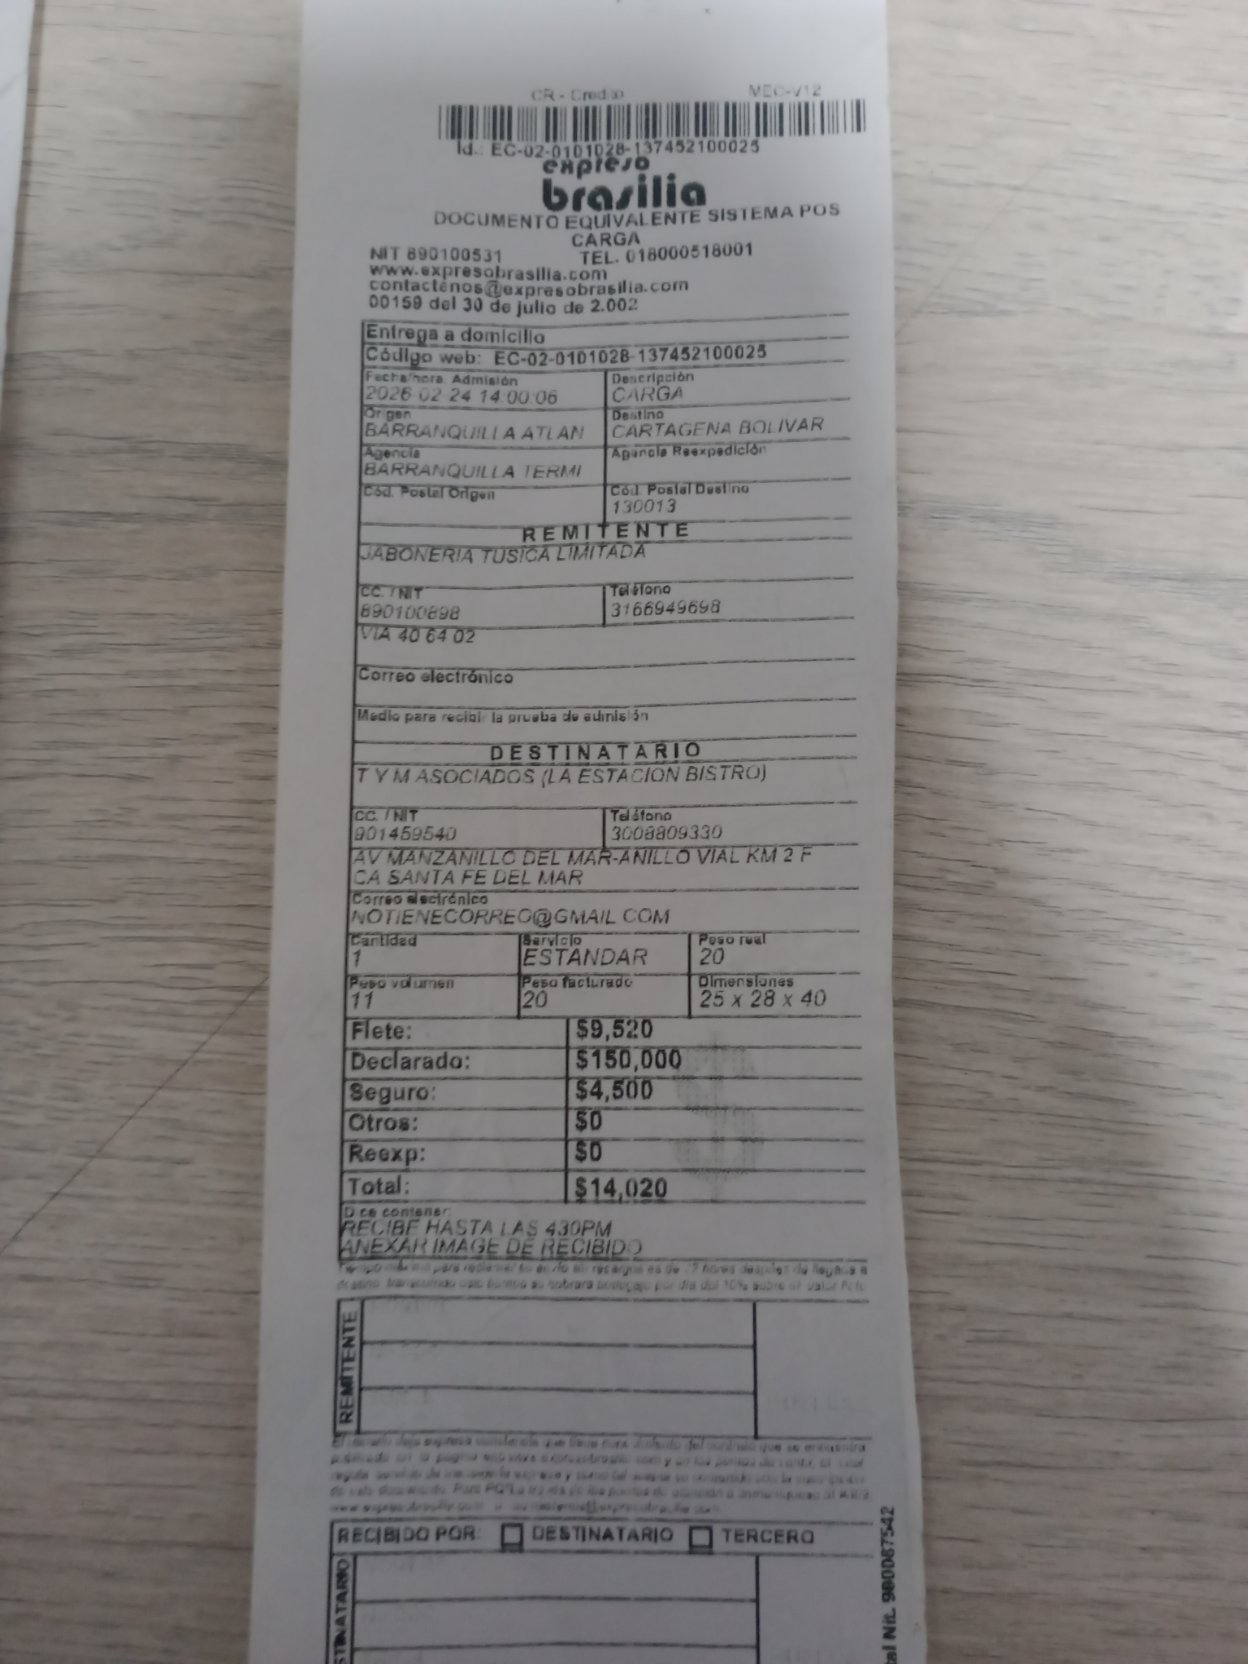 CR - Credito MEC-V12
Id.: EC-02-0101028-137452100025
expreso
brasilia
DOCUMENTO EQUIVALENTE SISTEMA POS
CARGA
NIT 890100531 TEL. 018000518001
www.expresobrasilia.com
contactenos@expresobrasilia.com
00159 del 30 de julio de 2.002
Entrega a domicilio
Código web: EC-02-0101028-137452100025
Fecha/hora Admisión Descripción
2026-02-24 14:00:06 CARGA
Origen Destino
BARRANQUILLA ATLAN CARTAGENA BOLIVAR
Agencia Agencia Reexpedición
BARRANQUILLA TERMI
Cód. Postal Origen Cód. Postal Destino
130013
REMITENTE
JABONERIA TUSICA LIMITADA
CC. / NIT Teléfono
890100898 3166949698
VIA 40 64 02
Correo electrónico
Medio para recibir la prueba de admisión
DESTINATARIO
T Y M ASOCIADOS (LA ESTACION BISTRO)
CC. / NIT Teléfono
901459540 3008809330
AV MANZANILLO DEL MAR-ANILLO VIAL KM 2 F
CA SANTA FE DEL MAR
Correo electrónico
NOTIENECORREO@GMAIL.COM
Cantidad Servicio Peso real
1 ESTANDAR 20
Peso volumen Peso facturado Dimensiones
11 20 25 x 28 x 40
Flete: $9,520
Declarado: $150,000
Seguro: $4,500
Otros: $0
Reexp: $0
Total: $14,020
Dice contener:
RECIBE HASTA LAS 430PM
ANEXAR IMAGE DE RECIBIDO
REMITENTE
RECIBIDO POR: DESTINATARIO TERCERO
STINATARIO
al Nit. 900087542